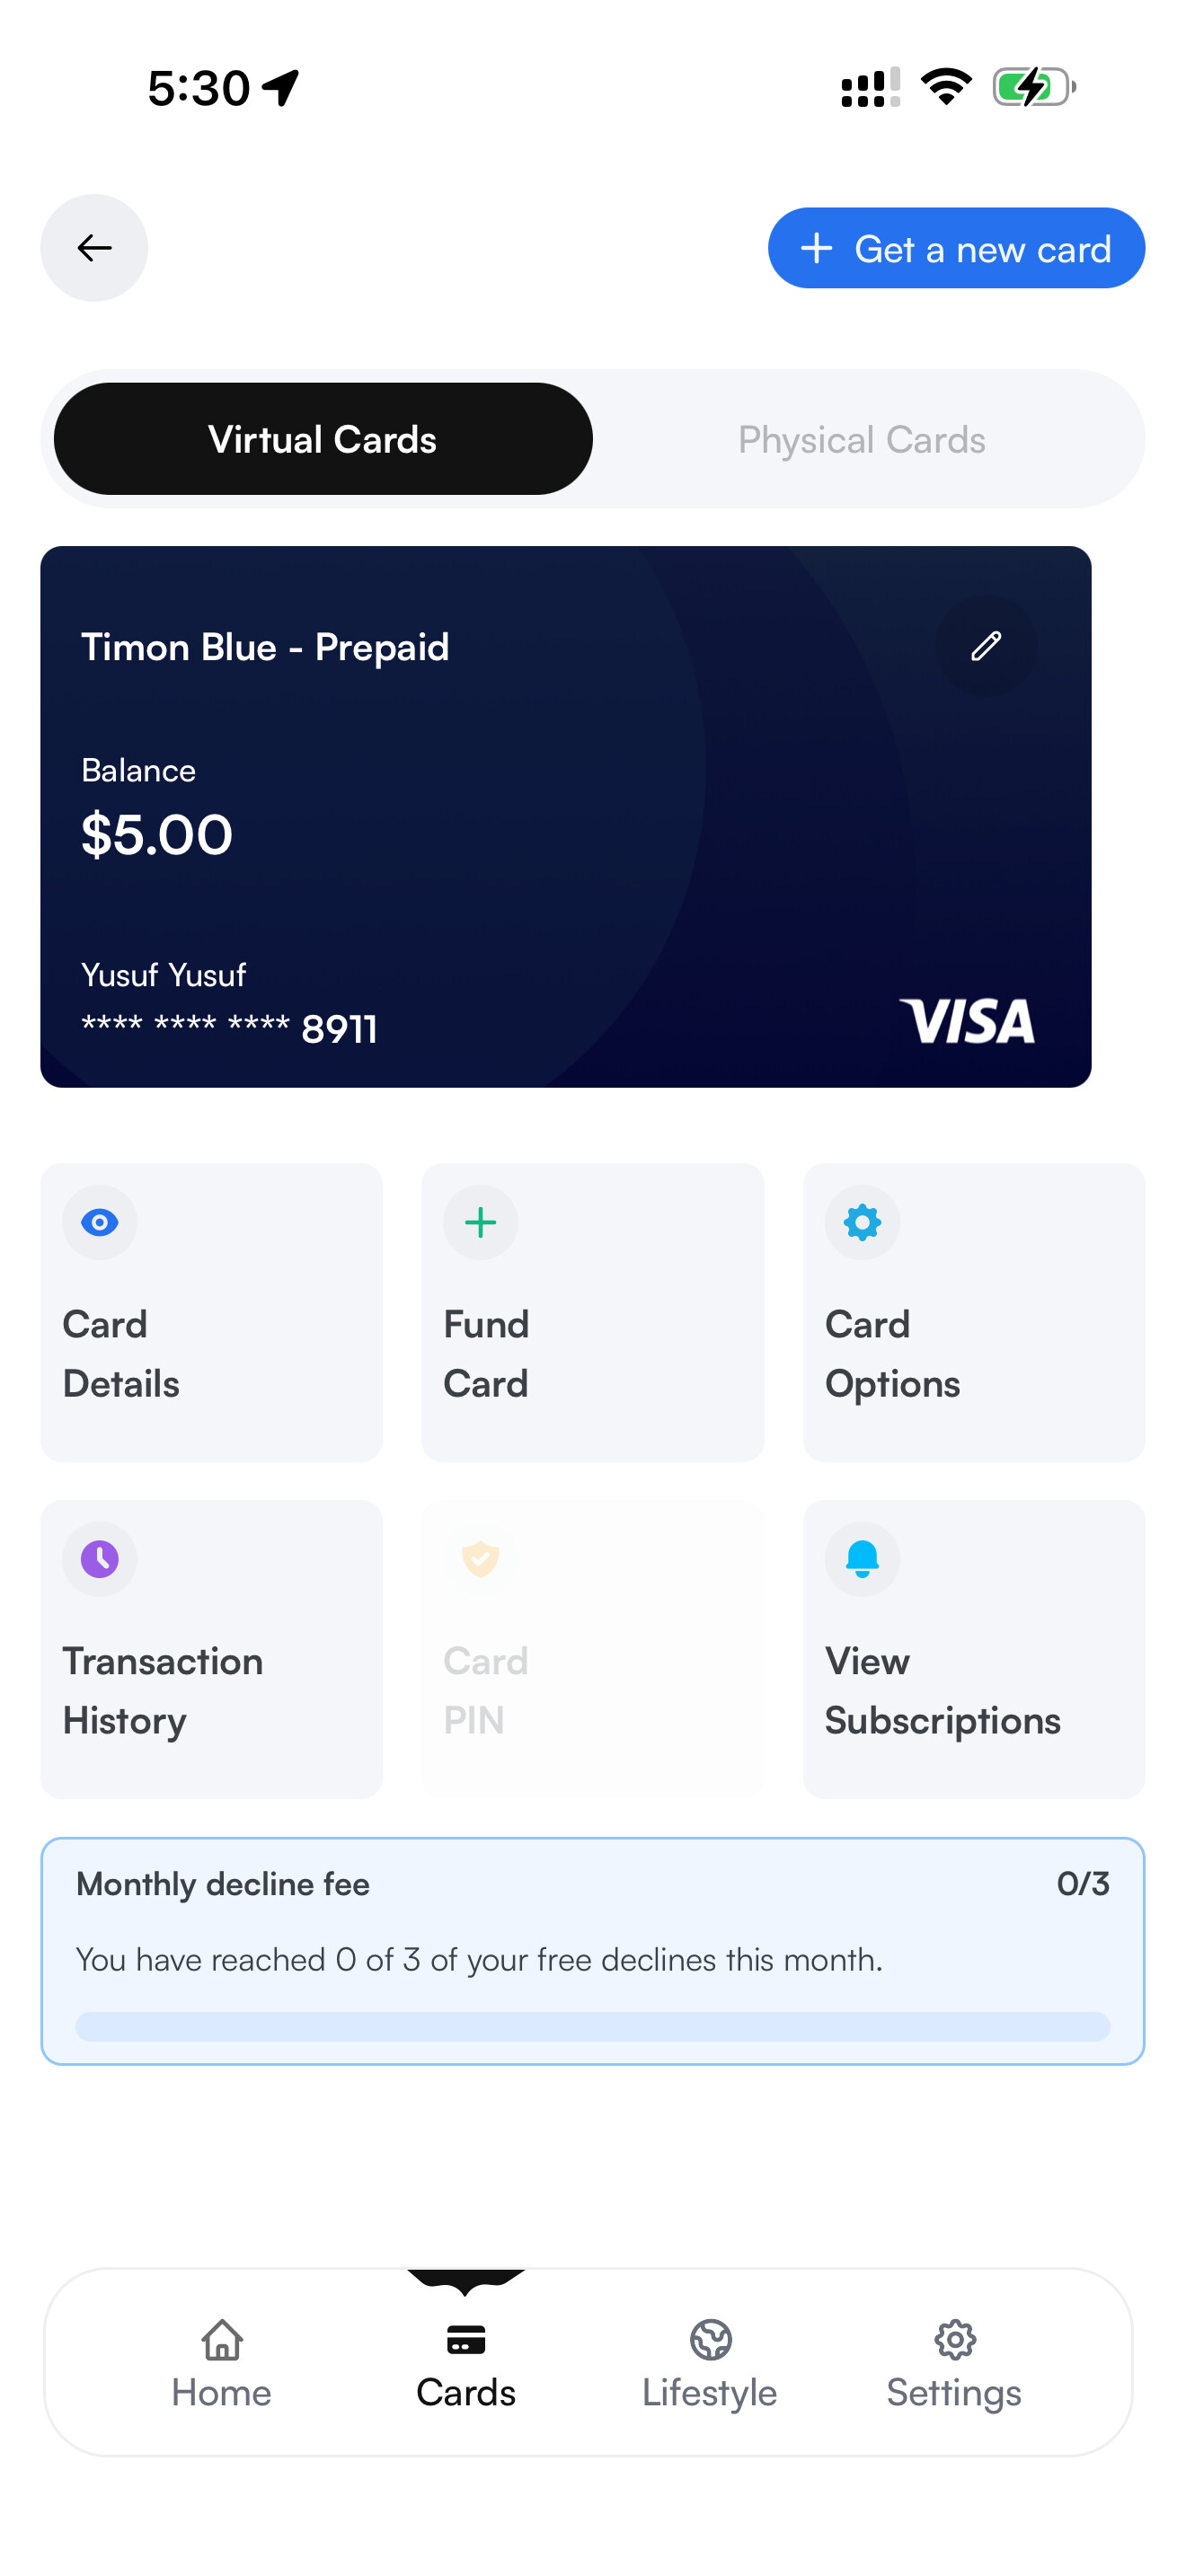 5:30
Get a new card
Virtual Cards
Physical Cards
Timon Blue - Prepaid
Balance
$5.00
Yusuf Yusuf
**** **** **** 8911
VISA
Card
Details
Fund
Card
Card
Options
Transaction
History
Card
PIN
View
Subscriptions
Monthly decline fee 0/3
You have reached 0 of 3 of your free declines this month.
Home
Cards
Lifestyle
Settings